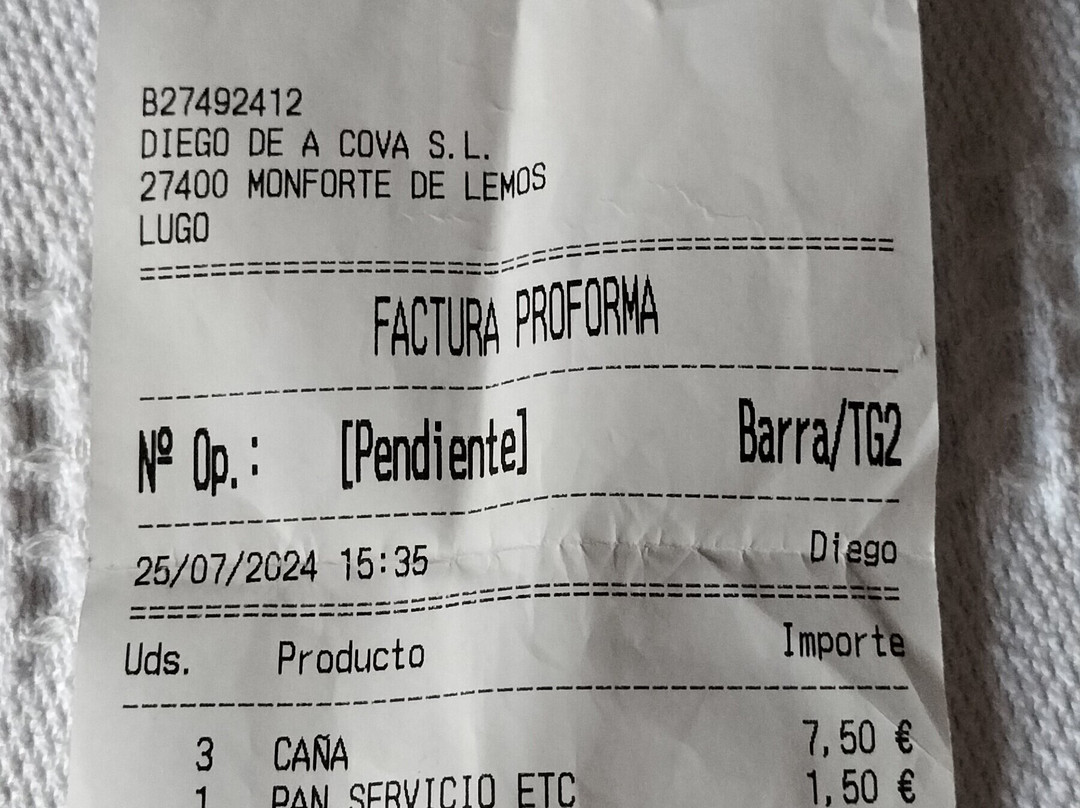 B27492412
DIEGO DE A COVA S.L.
27400 MONFORTE DE LEMOS
LUGO
FACTURA PROFORMA
Nº Op.: [Pendiente] Barra/TG2
25/07/2024 15:35 Diego
Uds. Producto Importe
3 CAÑA 7,50 €
1 PAN SERVICIO ETC 1,50 €